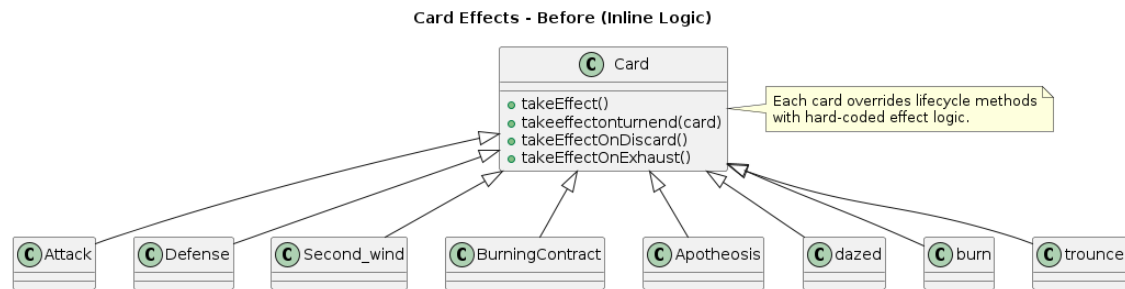 Card Effects - Before (Inline Logic)
C Card
takeEffect()
takeeffectonturnend(card)
takeEffectOnDiscard()
takeEffectOnExhaust()
Each card overrides lifecycle methods
with hard-coded effect logic.
C Attack
C Defense
C Second_wind
C BurningContract
C Apotheosis
C dazed
C burn
C trounce